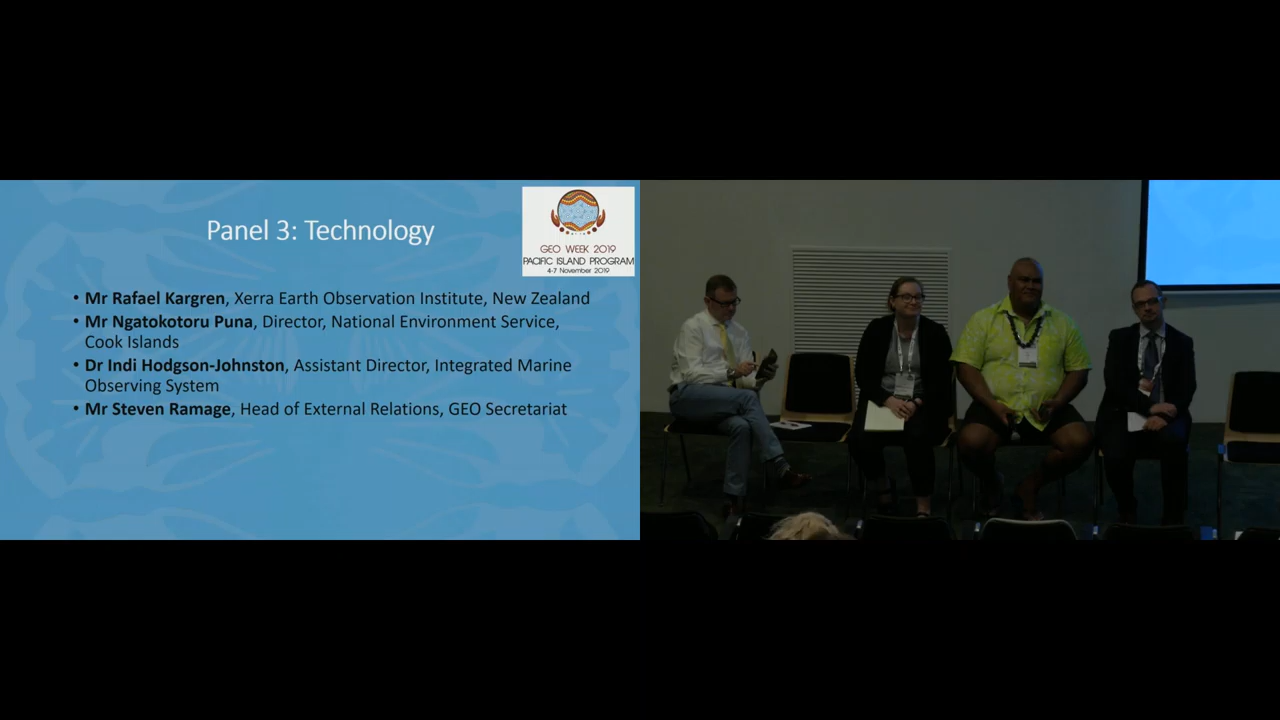 Panel 3: Technology
GEO WEEK 2019
PACIFIC ISLAND PROGRAM
4-7 November 2019
• Mr Rafael Kargren, Xerra Earth Observation Institute, New Zealand
• Mr Ngatokotoru Puna, Director, National Environment Service,
Cook Islands
• Dr Indi Hodgson-Johnston, Assistant Director, Integrated Marine
Observing System
• Mr Steven Ramage, Head of External Relations, GEO Secretariat